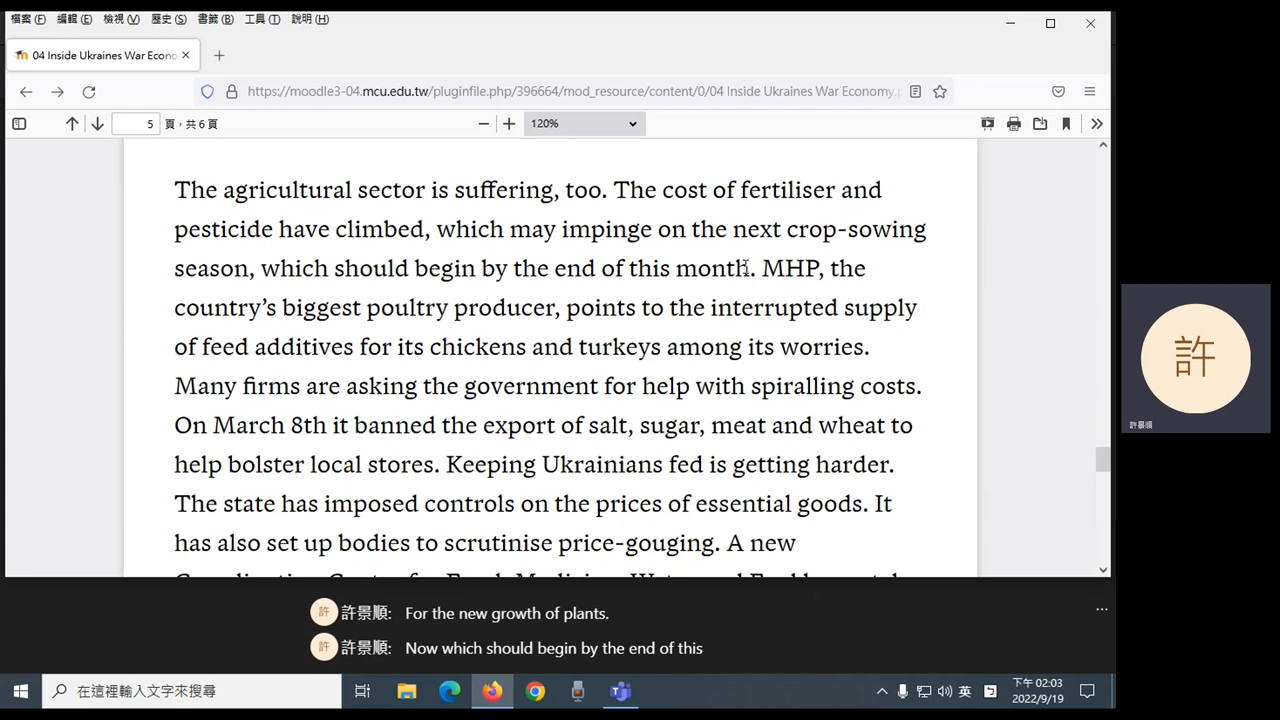 檔案(F) 編輯(E) 檢視(V) 歷史(S) 書籤(B) 工具(T) 說明(H)
04 Inside Ukraines War Econo
https://moodle3-04.mcu.edu.tw/pluginfile.php/396664/mod_resource/content/0/04 Inside Ukraines War Economy.p
5 頁，共 6 頁
120%
The agricultural sector is suffering, too. The cost of fertiliser and
pesticide have climbed, which may impinge on the next crop-sowing
season, which should begin by the end of this month. MHP, the
country's biggest poultry producer, points to the interrupted supply
of feed additives for its chickens and turkeys among its worries.
Many firms are asking the government for help with spiralling costs.
On March 8th it banned the export of salt, sugar, meat and wheat to
help bolster local stores. Keeping Ukrainians fed is getting harder.
The state has imposed controls on the prices of essential goods. It
has also set up bodies to scrutinise price-gouging. A new
許
許景順
許 許景順: For the new growth of plants.
許 許景順: Now which should begin by the end of this
在這裡輸入文字來搜尋
英
下午 02:03
2022/9/19